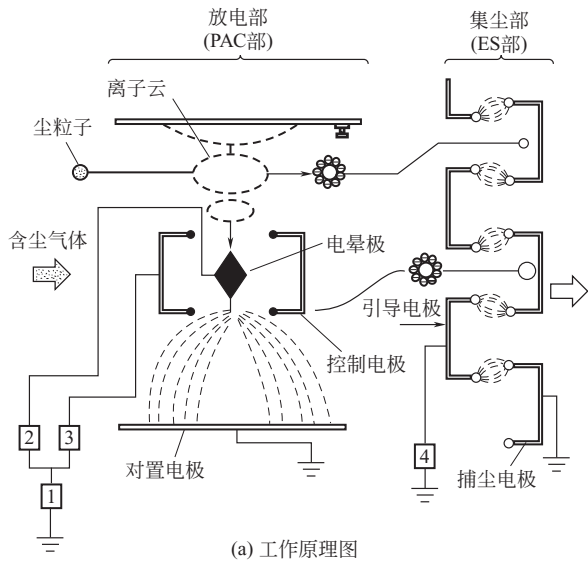 放电部
(PAC部)
集尘部
(ES部)
离子云
尘粒子
含尘气体
电晕极
引导电极
控制电极
2
3
4
1
对置电极
捕尘电极
(a) 工作原理图